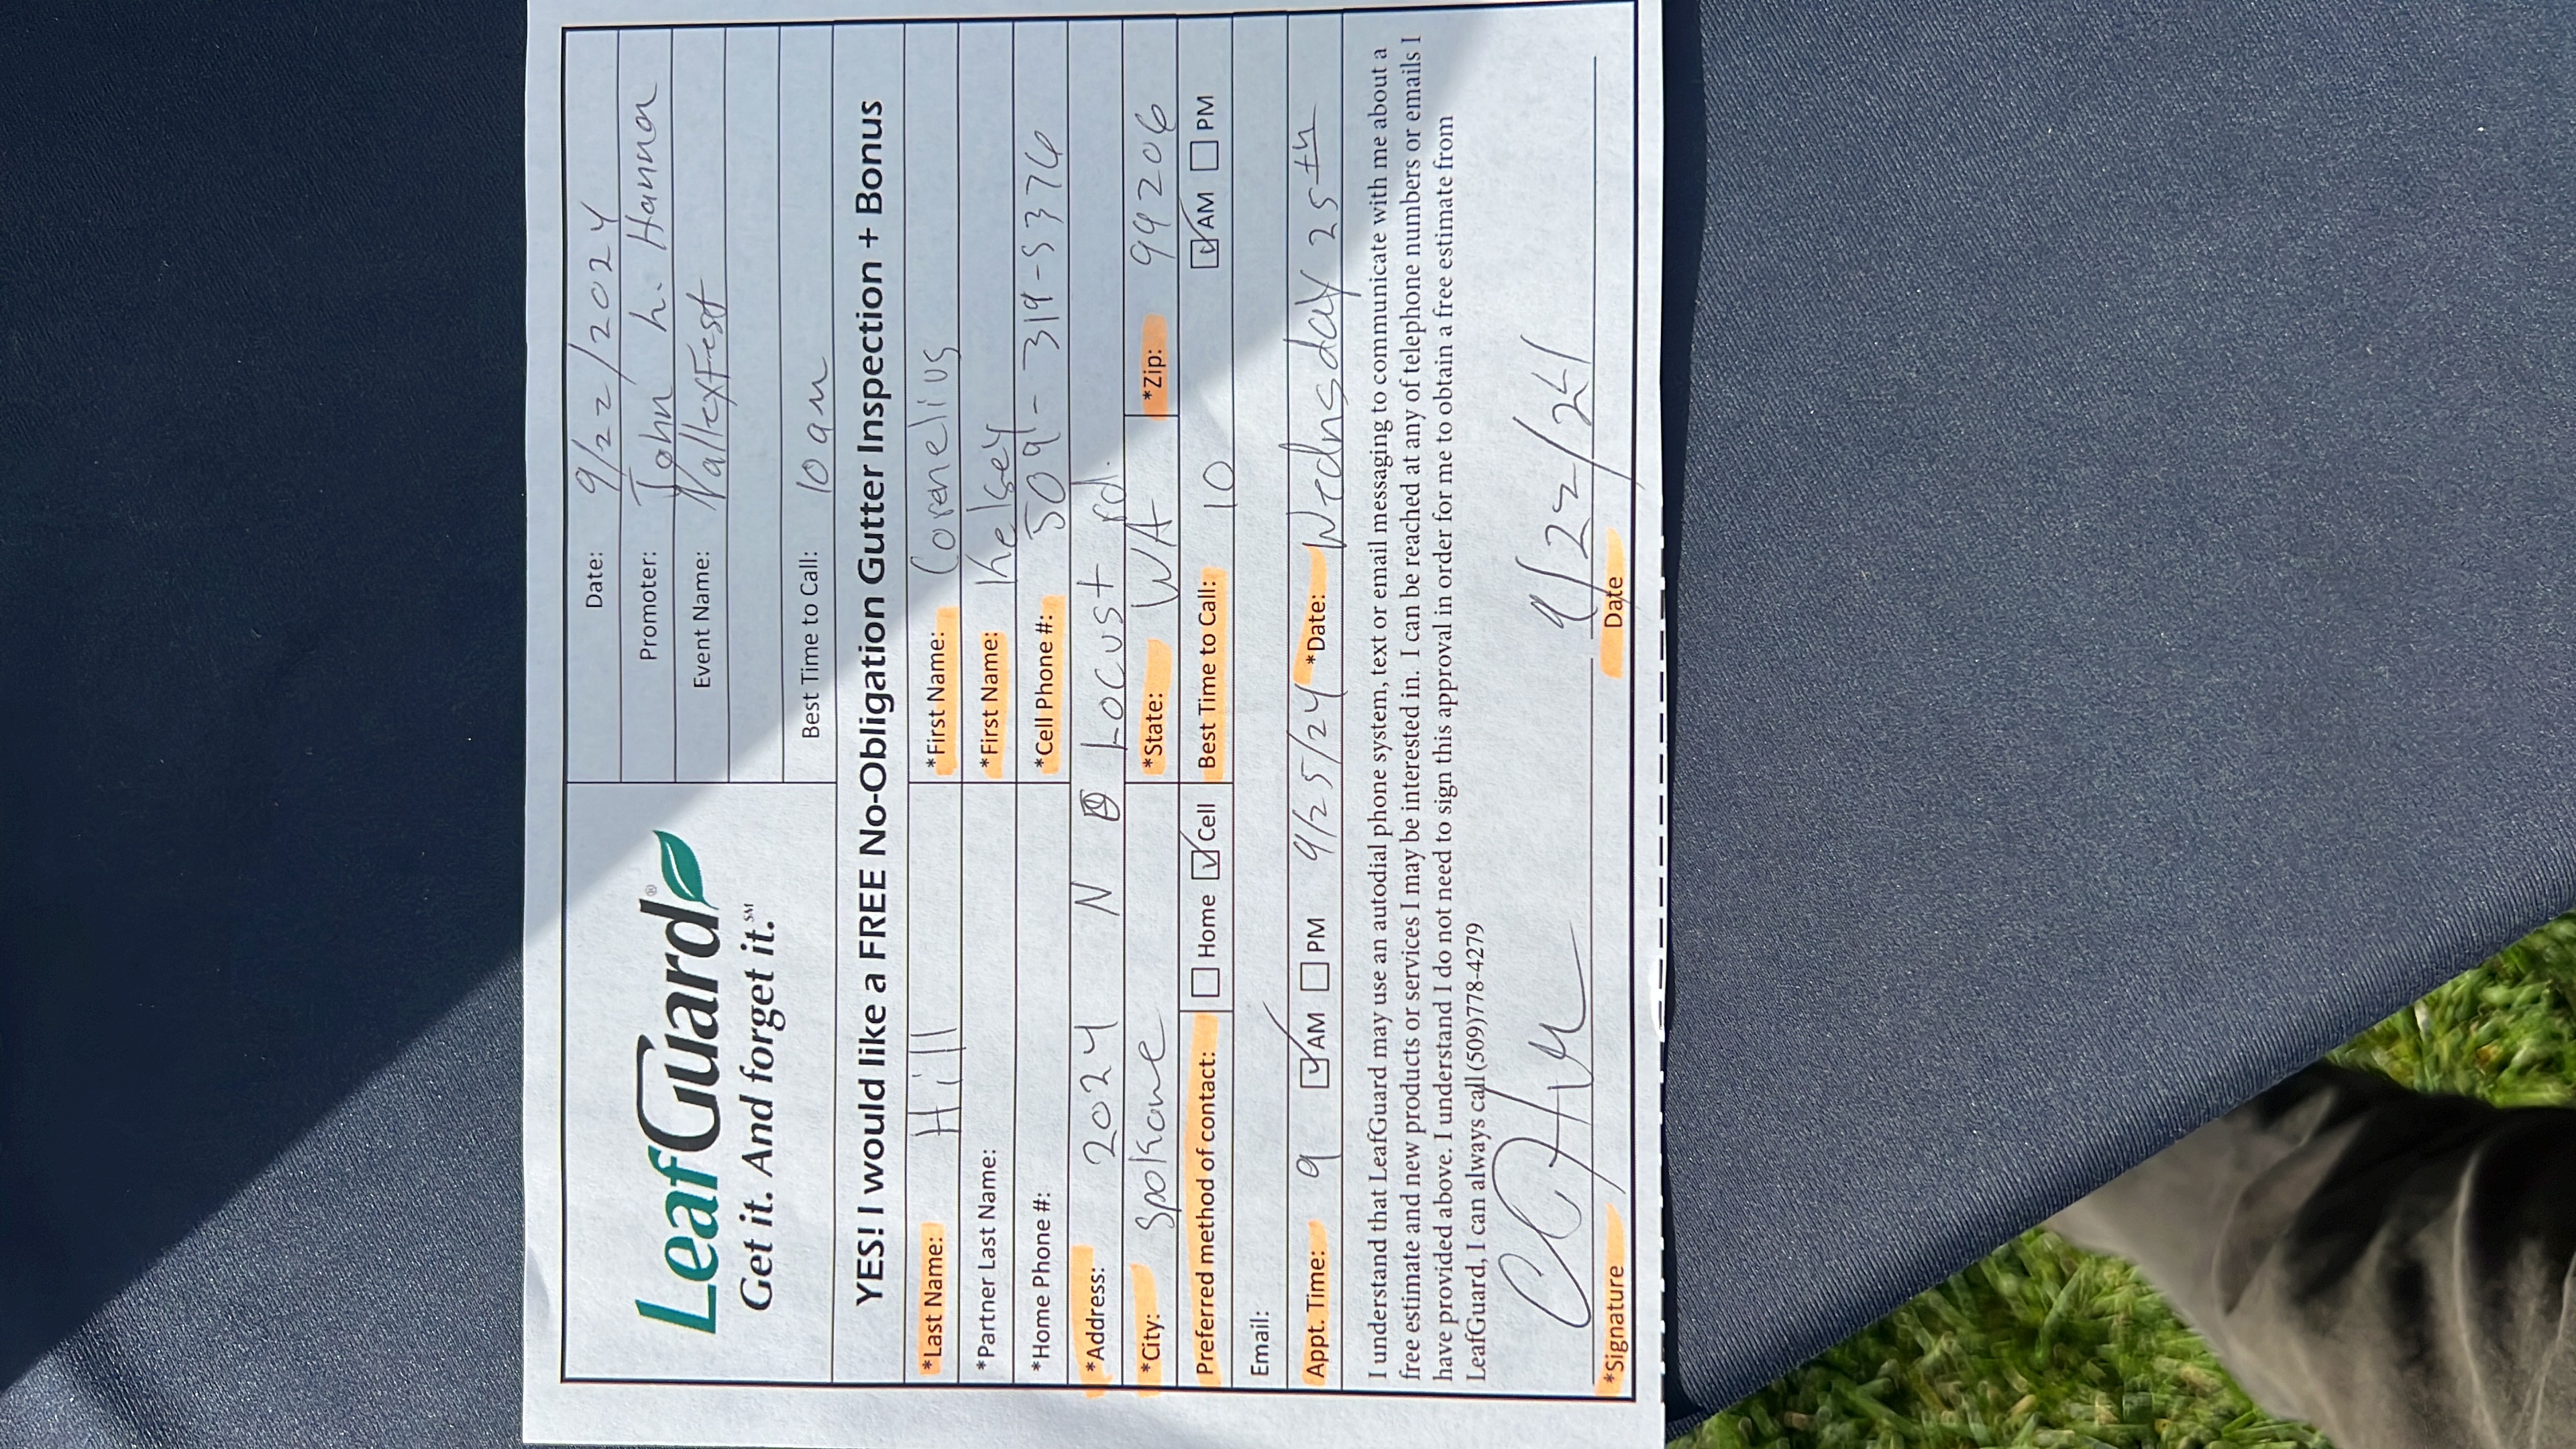 Date: 9/22/2024
Promoter: John h. Hanna
LeafGuard®
Get it. And forget it.℠
Event Name: ValleyFest
Best Time to Call: 10 am
YES! I would like a FREE No-Obligation Gutter Inspection + Bonus
*Last Name: Hill *First Name: Corenelius
*Partner Last Name: *First Name: Kelsey
*Home Phone #: *Cell Phone #: 509-319-5376
*Address: 2024 N Locust rd.
*City: Spokane *State: WA *Zip: 99206
Preferred method of contact: Home Cell Best Time to Call: 10 AM PM
Email:
Appt. Time: 9 AM PM 9/25/24 *Date: Wednsday 25th
I understand that LeafGuard may use an autodial phone system, text or email messaging to communicate with me about a
free estimate and new products or services I may be interested in. I can be reached at any of telephone numbers or emails I
have provided above. I understand I do not need to sign this approval in order for me to obtain a free estimate from
LeafGuard, I can always call (509)778-4279
9/22/24
*Signature Date